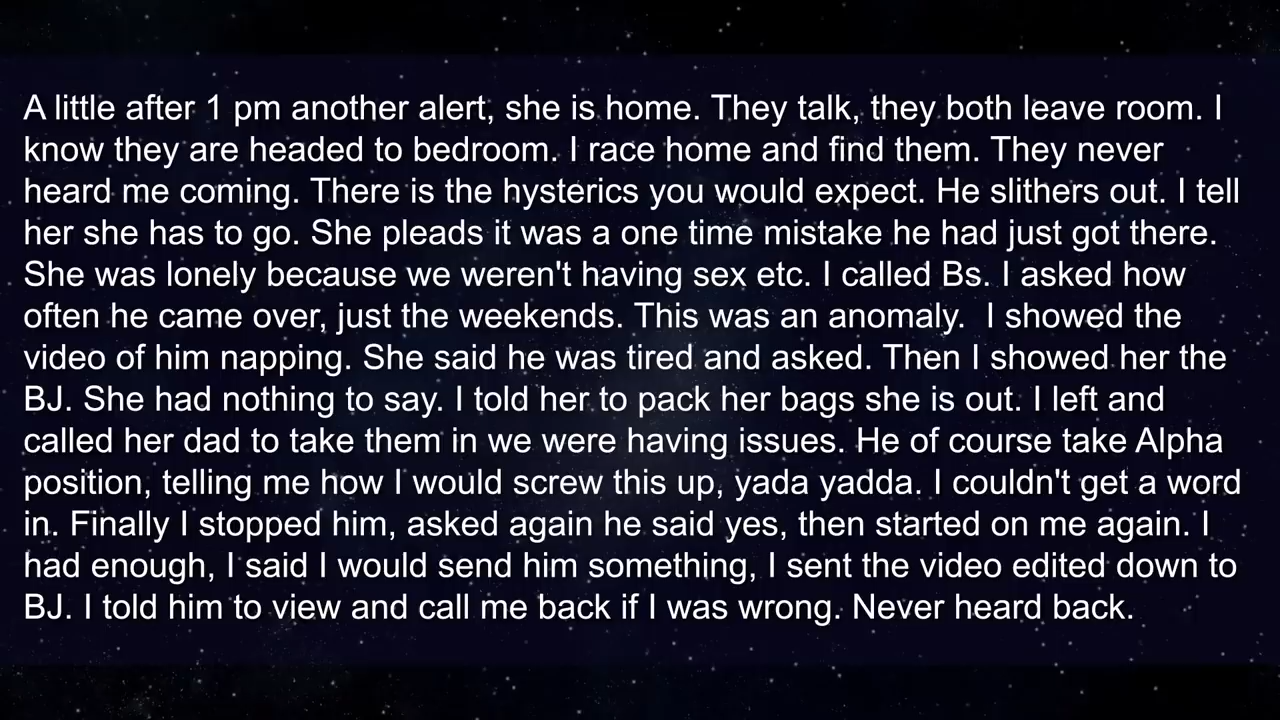 A little after 1 pm another alert, she is home. They talk, they both leave room. I
know they are headed to bedroom. I race home and find them. They never
heard me coming. There is the hysterics you would expect. He slithers out. I tell
her she has to go. She pleads it was a one time mistake he had just got there.
She was lonely because we weren't having sex etc. I called Bs. I asked how
often he came over, just the weekends. This was an anomaly.  I showed the
video of him napping. She said he was tired and asked. Then I showed her the
BJ. She had nothing to say. I told her to pack her bags she is out. I left and
called her dad to take them in we were having issues. He of course take Alpha
position, telling me how I would screw this up, yada yadda. I couldn't get a word
in. Finally I stopped him, asked again he said yes, then started on me again. I
had enough, I said I would send him something, I sent the video edited down to
BJ. I told him to view and call me back if I was wrong. Never heard back.